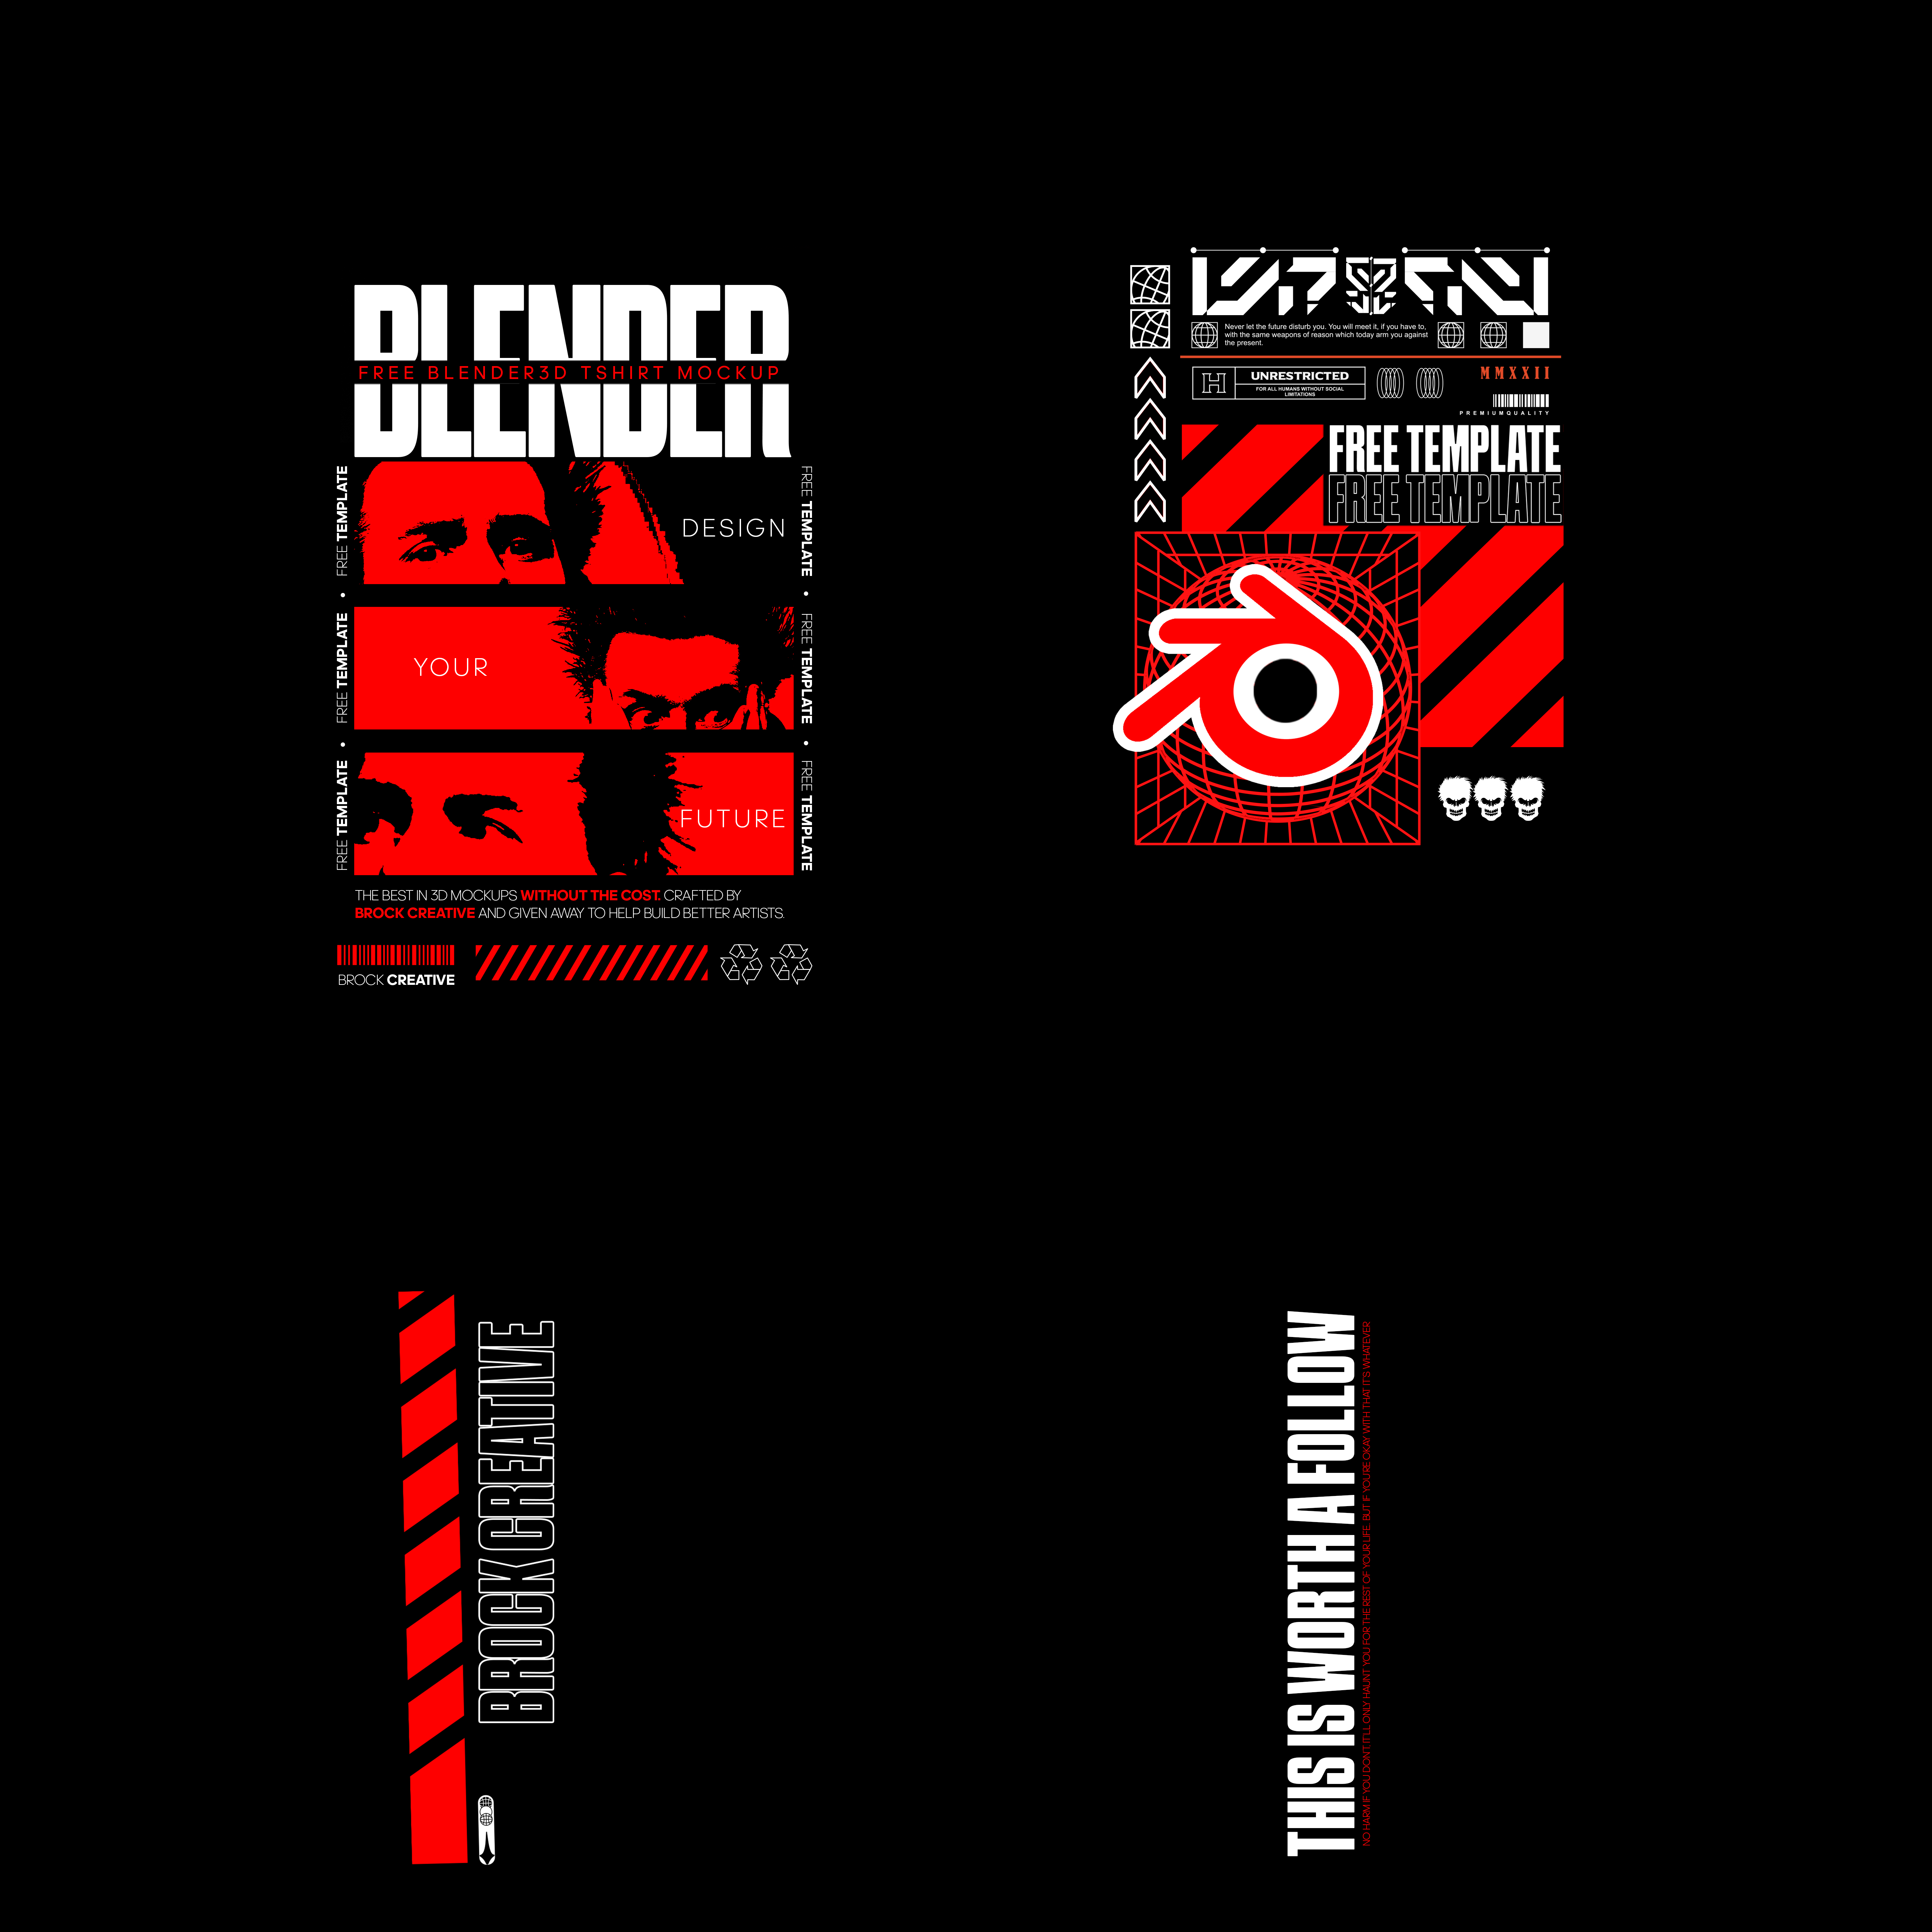 BLENDER
FREE BLENDER3D TSHIRT MOCKUP
FREE TEMPLATE • FREE TEMPLATE • FREE TEMPLATE
DESIGN
YOUR
FUTURE
FREE TEMPLATE • FREE TEMPLATE • FREE TEMPLATE
THE BEST IN 3D MOCKUPS WITHOUT THE COST. CRAFTED BY
BROCK CREATIVE AND GIVEN AWAY TO HELP BUILD BETTER ARTISTS.
BROCK CREATIVE
Never let the future disturb you. You will meet it, if you have to,
with the same weapons of reason which today arm you against
the present.
H
UNRESTRICTED
FOR ALL HUMANS WITHOUT SOCIAL
LIMITATIONS
MMXXII
PREMIUMQUALITY
FREE TEMPLATE
FREE TEMPLATE
BROCK CREATIVE
THIS IS WORTH A FOLLOW
NO HARM IF YOU DON'T. IT'LL ONLY HAUNT YOU FOR THE REST OF YOUR LIFE. BUT IF YOU'RE OKAY WITH THAT IT'S WHATEVER